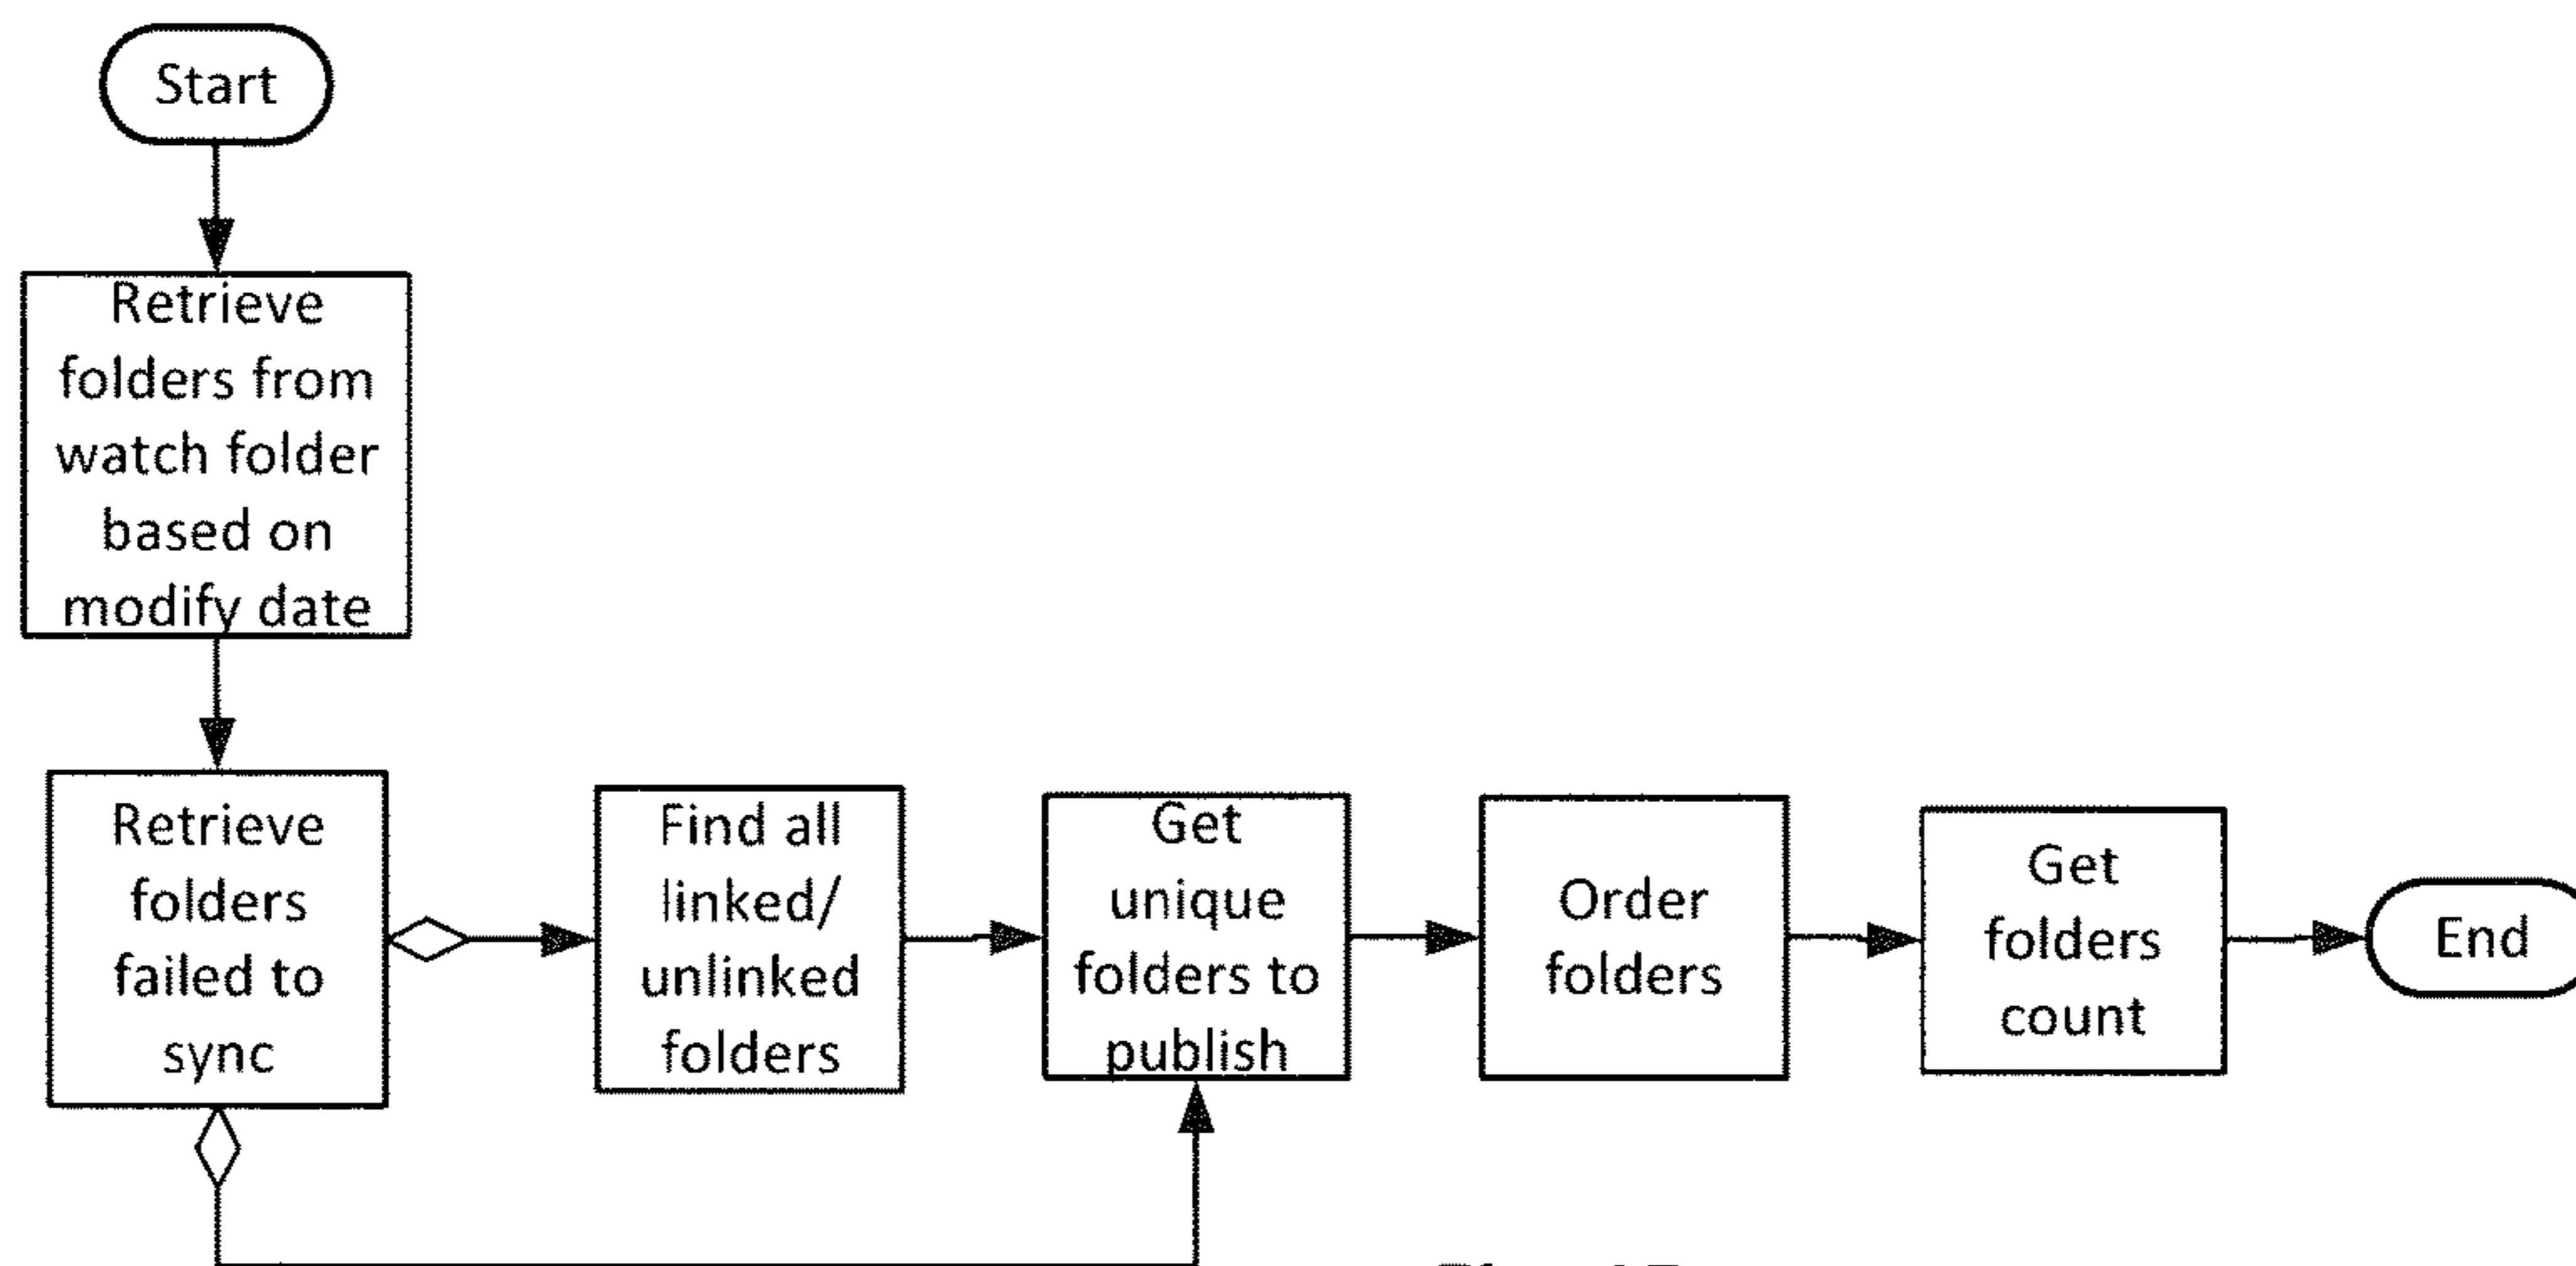 Start
Retrieve
folders from
watch folder
based on
modify date
Retrieve
folders
failed to
sync
Find all
linked/
unlinked
folders
Get
unique
folders to
publish
Order
folders
Get
folders
count
End